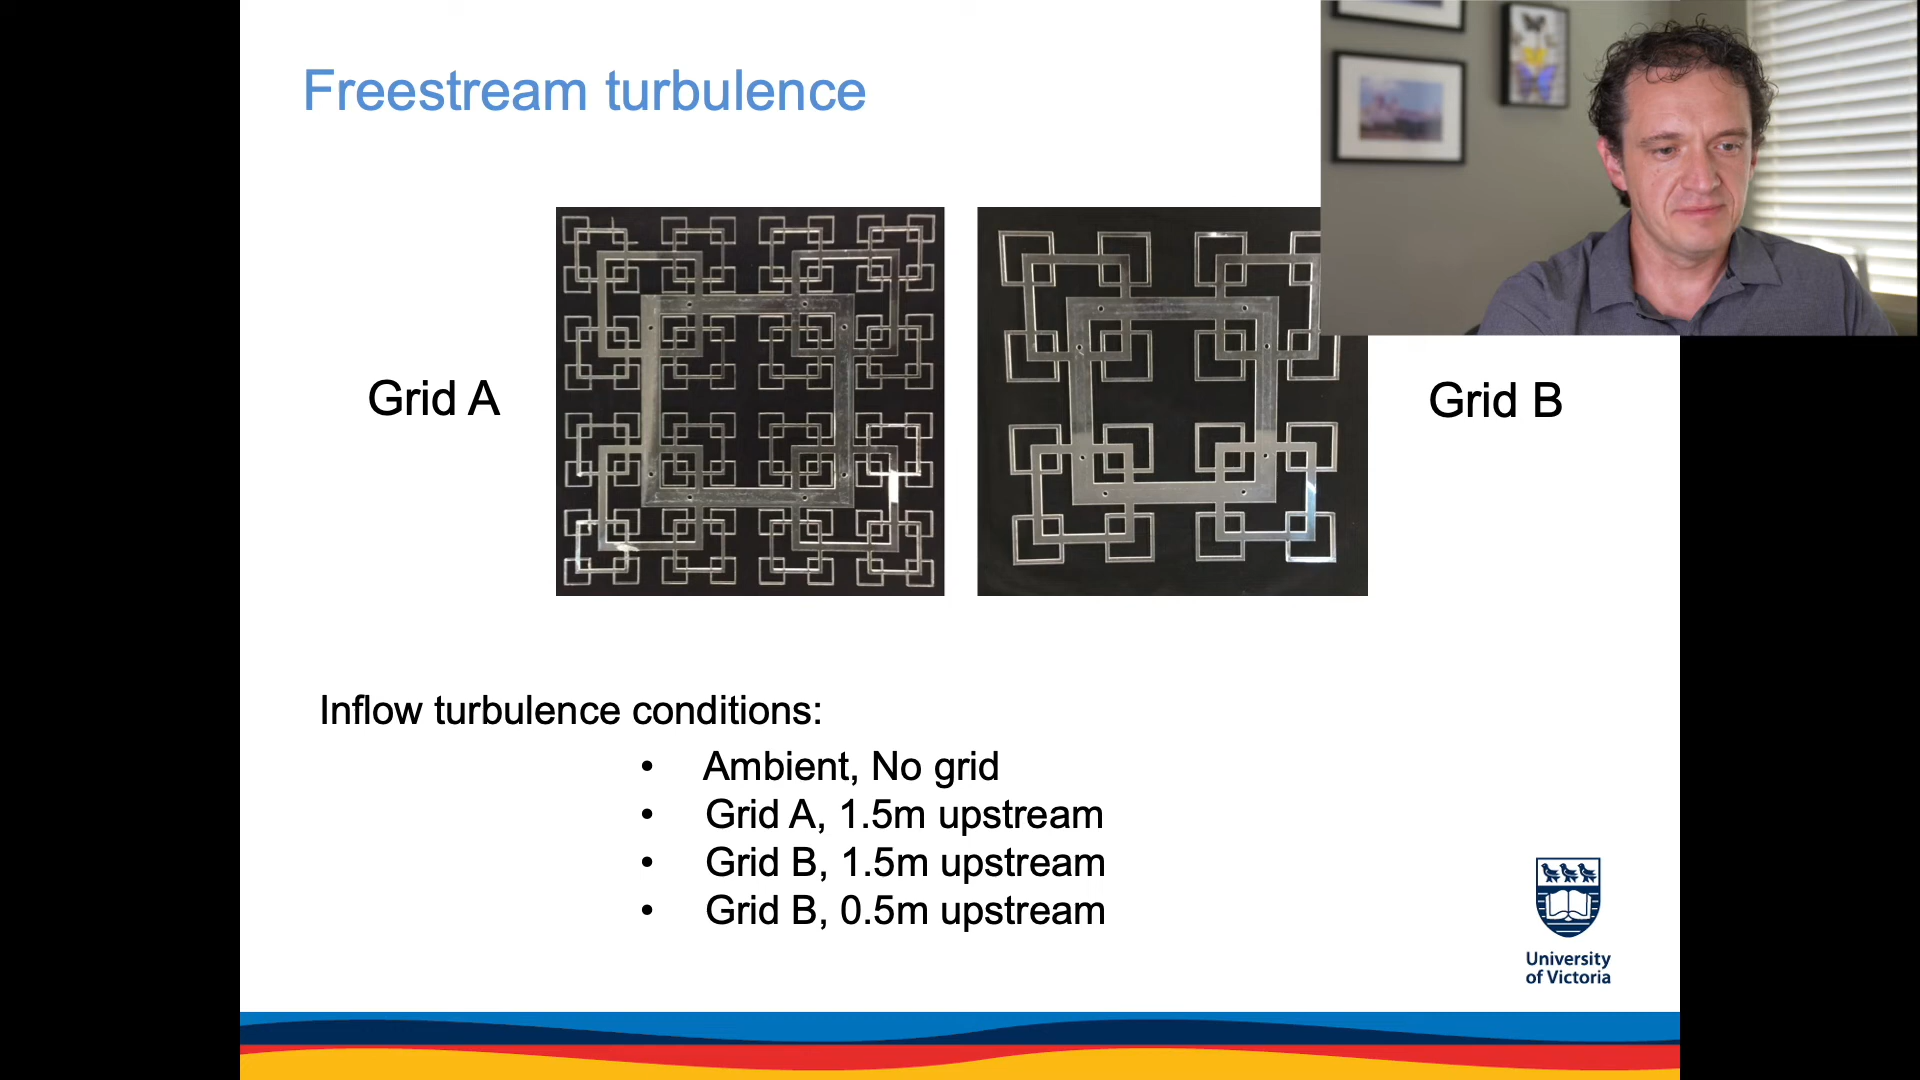 Freestream turbulence
Grid A
Grid B
Inflow turbulence conditions:
• Ambient, No grid
• Grid A, 1.5m upstream
• Grid B, 1.5m upstream
• Grid B, 0.5m upstream
University
of Victoria